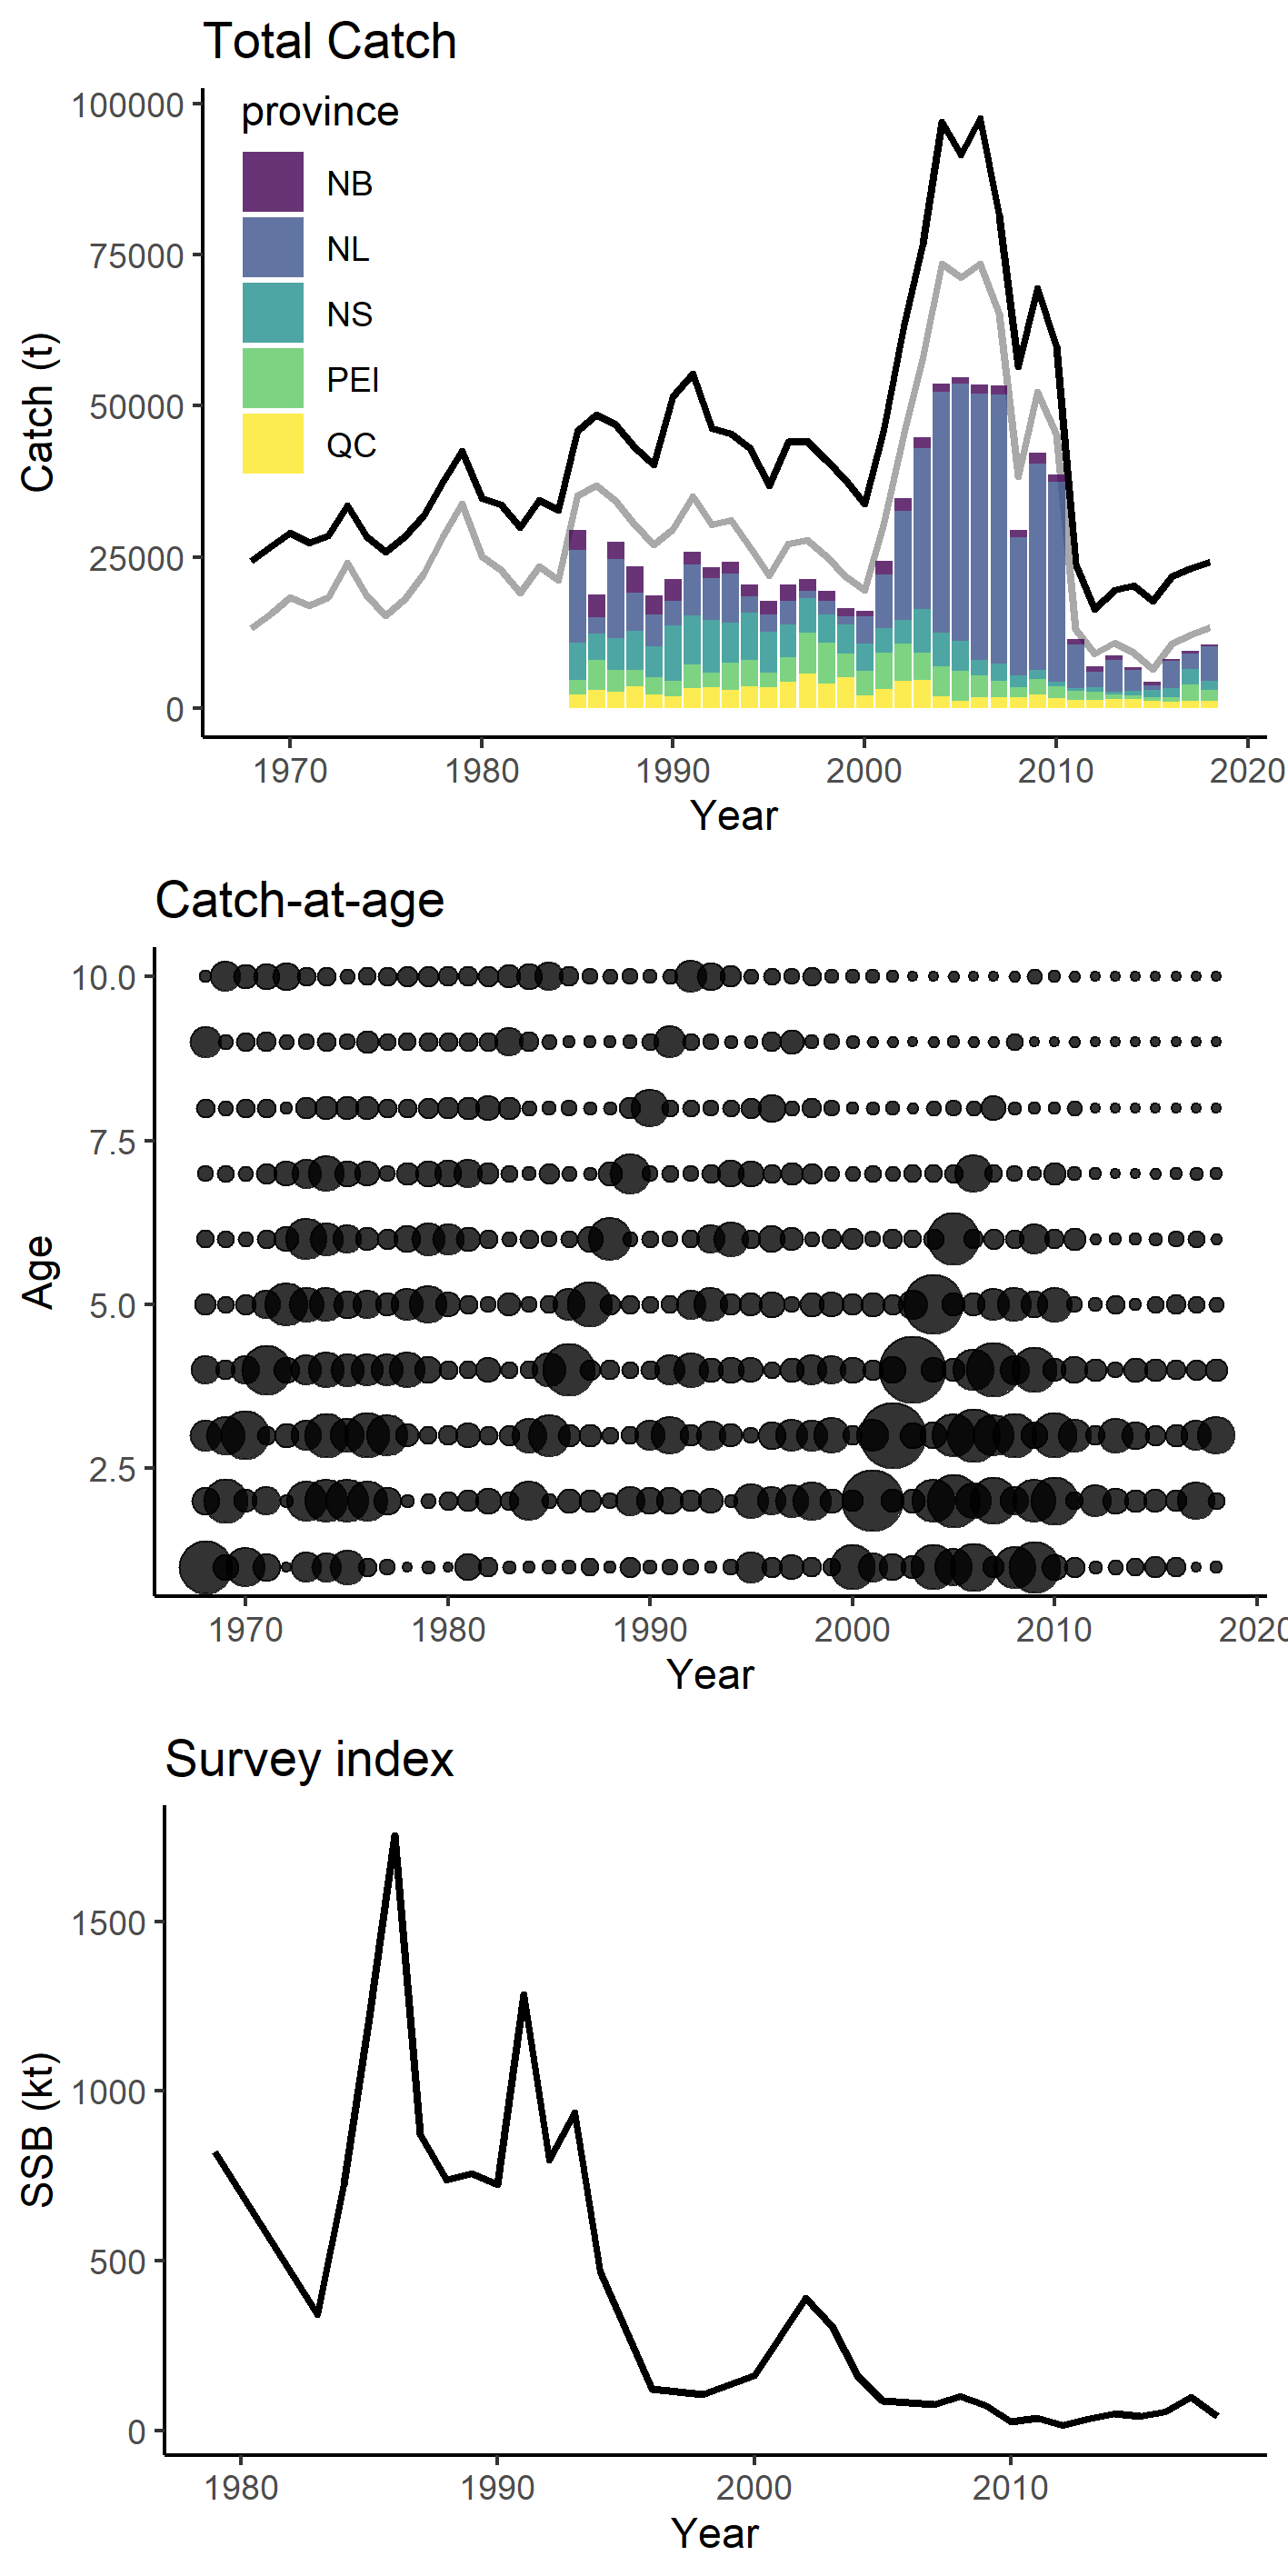 Total Catch
province
NB
NL
NS
PEI
QC
100000
75000
50000
25000
0
Catch (t)
1970 1980 1990 2000 2010 2020
Year
Catch-at-age
10.0
7.5
5.0
2.5
Age
1970 1980 1990 2000 2010 2020
Year
Survey index
1500
1000
500
0
SSB (kt)
1980 1990 2000 2010
Year